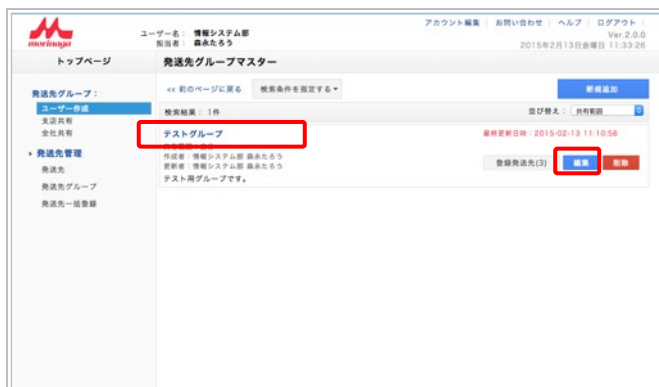 morinaga
ユーザー名： 情報システム部
担当者： 森永たろう
アカウント編集 | お問い合わせ | ヘルプ | ログアウト |
Ver.2.0.0
2015年2月13日金曜日 11:33:26
トップページ
発送先グループマスター
発送先グループ：
ユーザー作成
支店共有
全社共有
発送先管理
発送先
発送先グループ
発送先一括登録
<< 前のページに戻る
検索条件を指定する
新規追加
検索結果： 1件
並び替え： 共有範囲
テストグループ
最終更新日時：2015-02-13 11:10:58
作成者：情報システム部 森永たろう
更新者：情報システム部 森永たろう
テスト用グループです。
登録発送先(3)
編集
削除